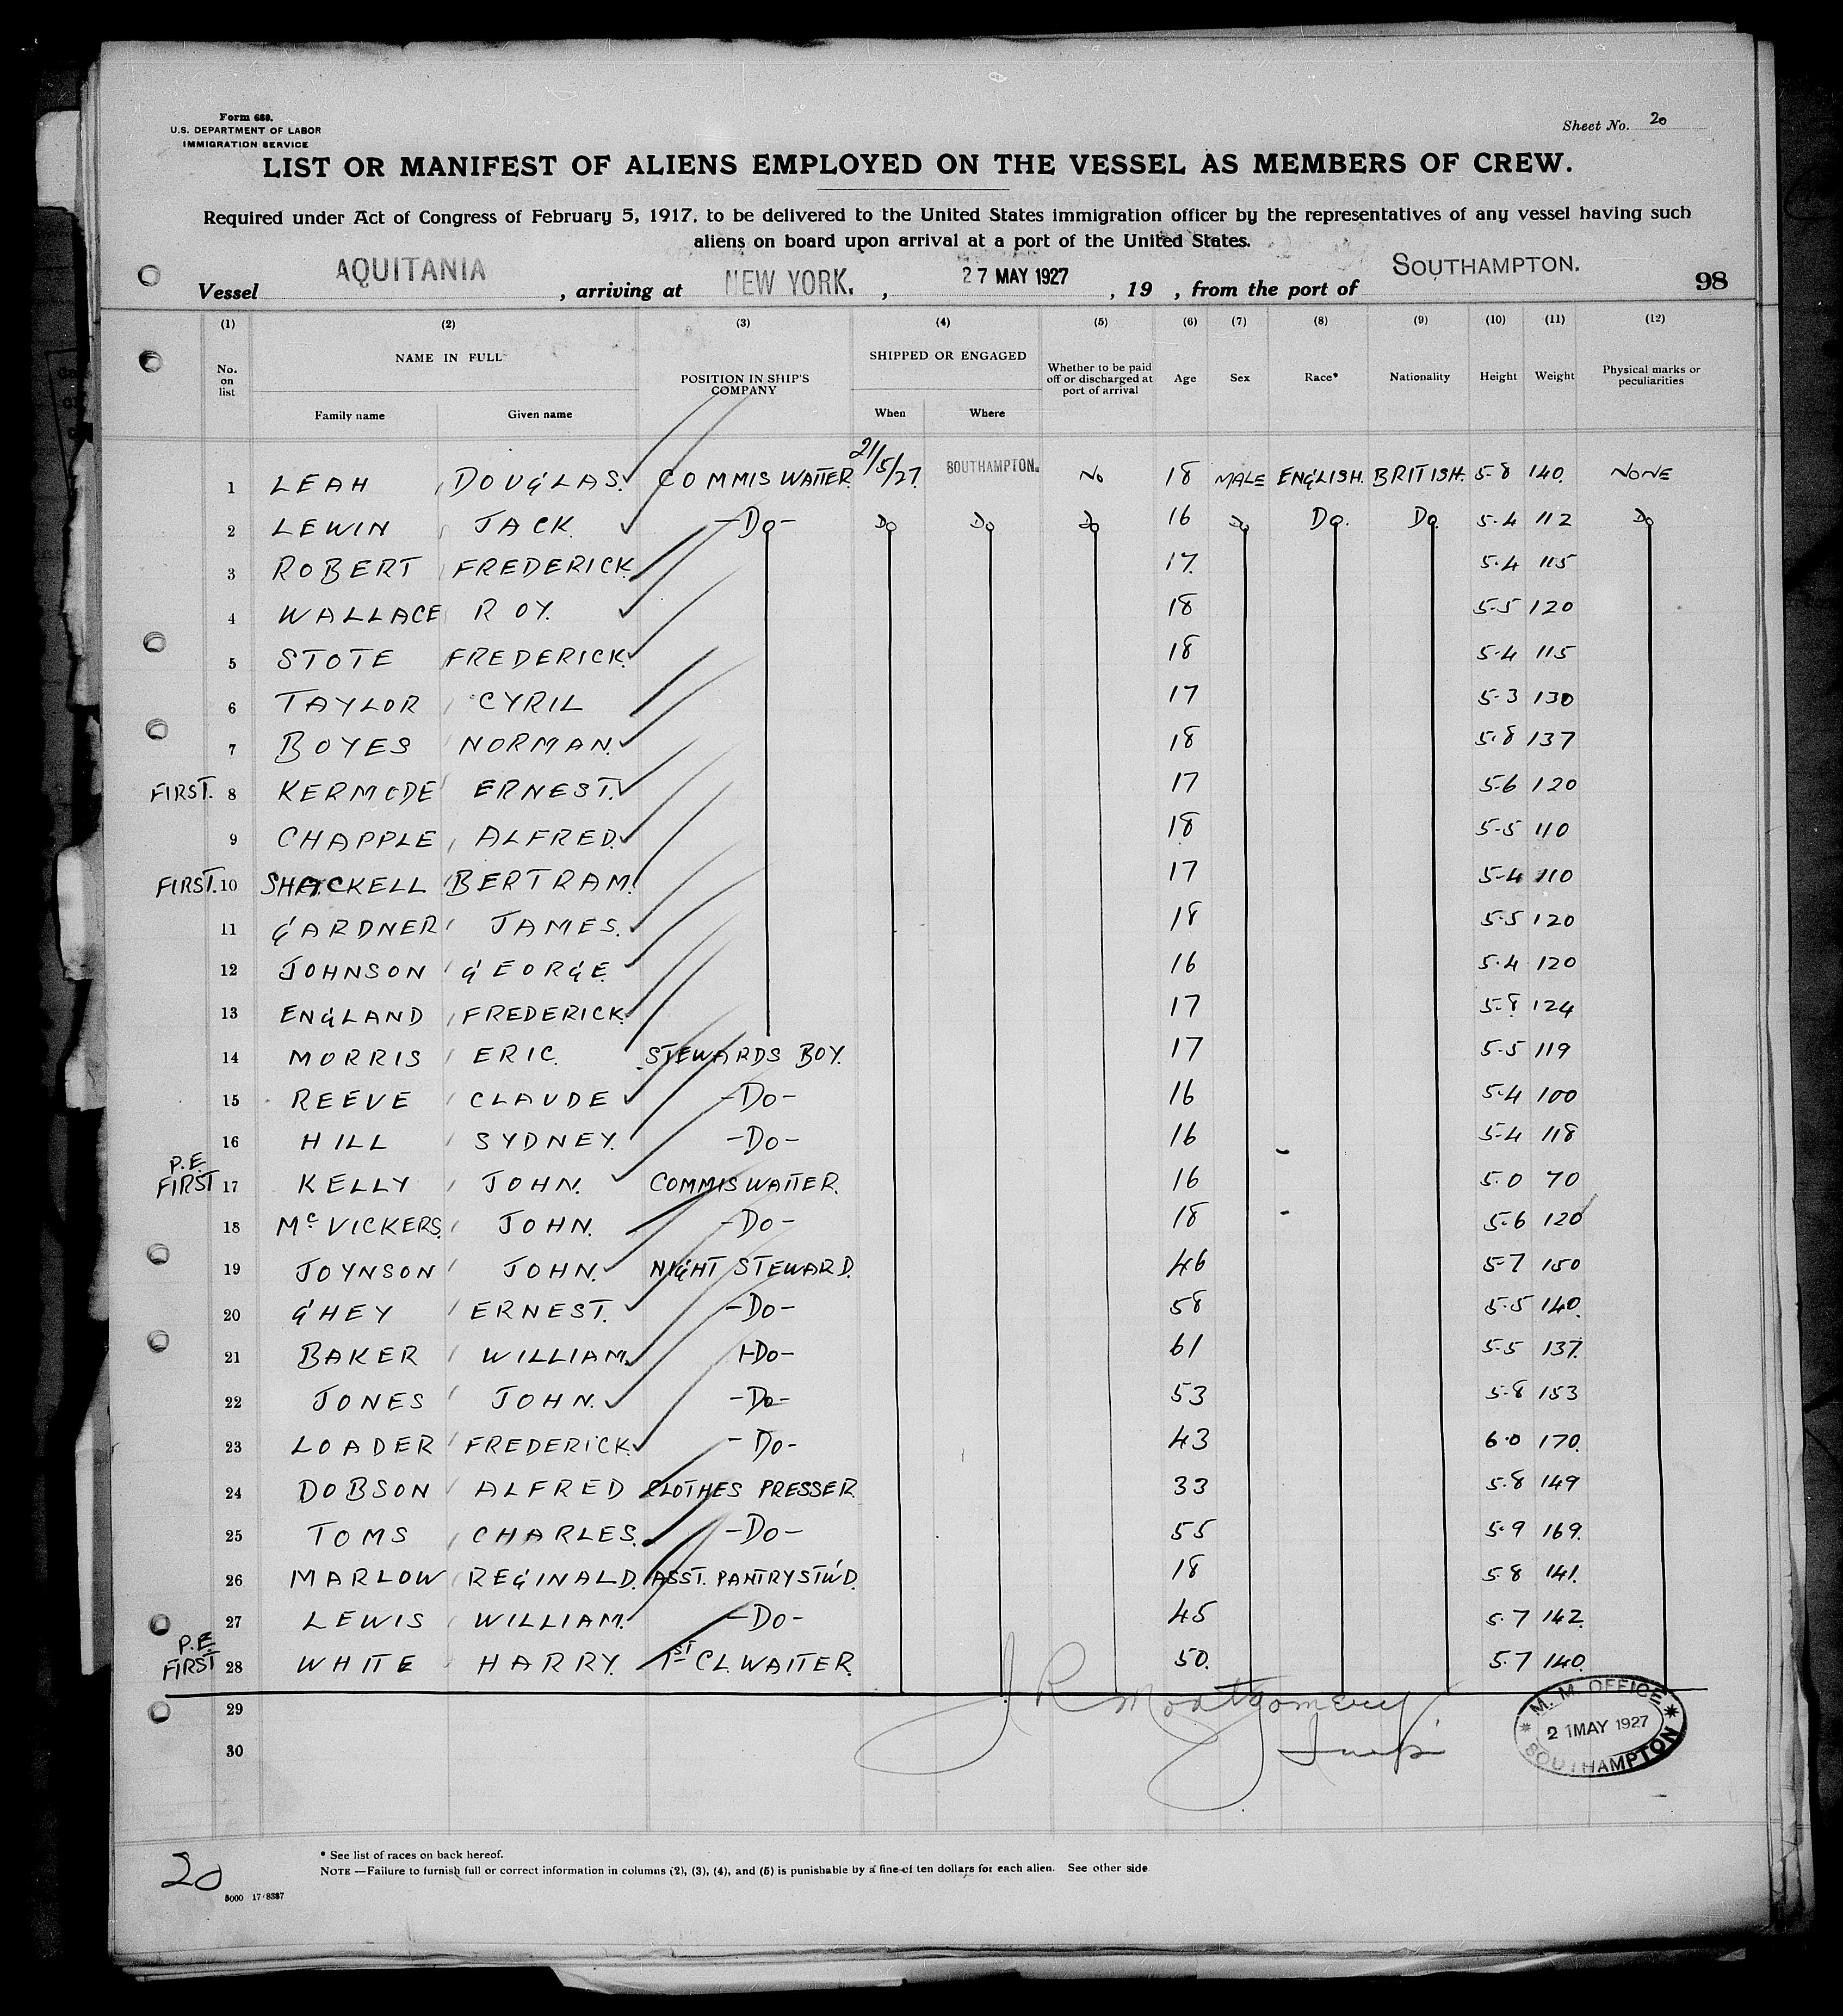 Form 689.
U.S. DEPARTMENT OF LABOR
IMMIGRATION SERVICE
Sheet No. 20
LIST OR MANIFEST OF ALIENS EMPLOYED ON THE VESSEL AS MEMBERS OF CREW.
Required under Act of Congress of February 5, 1917, to be delivered to the United States immigration officer by the representatives of any vessel having such
aliens on board upon arrival at a port of the United States.
Vessel AQUITANIA, arriving at NEW YORK., 27 MAY 1927, 19 , from the port of SOUTHAMPTON. 98
(1) (2) (3) (4) (5) (6) (7) (8) (9) (10) (11) (12)
No. on list NAME IN FULL Family name Given name POSITION IN SHIP'S COMPANY SHIPPED OR ENGAGED When Where Whether to be paid off or discharged at port of arrival Age Sex Race* Nationality Height Weight Physical marks or peculiarities
1 LEAH DOUGLAS. COMMIS WAITER. 21/5/27. SOUTHAMPTON. No 18 MALE ENGLISH. BRITISH. 5-8 140. NONE
2 LEWIN JACK. -Do- Do Do Do 16 Do Do. Do. 5-4 112 Do
3 ROBERT FREDERICK. 17. 5.4 115
4 WALLACE ROY. 18 5-5 120
5 STOTE FREDERICK. 18 5-4 115
6 TAYLOR CYRIL 17 5-3 130
7 BOYES NORMAN. 18 5.8 137
FIRST. 8 KERMODE ERNEST. 17 5-6 120
9 CHAPPLE ALFRED. 18 5-5 110
FIRST. 10 SHACKELL BERTRAM. 17 5-4 110
11 GARDNER JAMES. 18 5.5 120
12 JOHNSON GEORGE. 16 5.4 120
13 ENGLAND FREDERICK. 17 5-8 124
14 MORRIS ERIC. STEWARDS BOY. 17 5.5 119
15 REEVE CLAUDE -Do- 16 5.4 100
16 HILL SYDNEY. -Do- 16 5-4 118
P.E. FIRST 17 KELLY JOHN. COMMIS WAITER. 16 5.0 70
18 McVICKERS. JOHN. -Do- 18 5.6 120
19 JOYNSON JOHN. NIGHT STEWARD. 46 5-7 150
20 GHEY ERNEST. -Do- 58 5.5 140.
21 BAKER WILLIAM. -Do- 61 5-5 137.
22 JONES JOHN. -Do- 53 5.8 153
23 LOADER FREDERICK. -Do- 43 6.0 170.
24 DOBSON ALFRED CLOTHES PRESSER. 33 5.8 149
25 TOMS CHARLES. -Do- 55 5.9 169.
26 MARLOW REGINALD. ASST. PANTRY STW'D. 18 5.8 141.
27 LEWIS WILLIAM. -Do- 45 5.7 142.
P.E. FIRST 28 WHITE HARRY. 1ST CL WAITER. 50. 5.7 140.
29
30
J R Montgomery
M. M. OFFICE
21 MAY 1927
SOUTHAMPTON
* See list of races on back hereof.
NOTE —Failure to furnish full or correct information in columns (2), (3), (4), and (5) is punishable by a fine of ten dollars for each alien. See other side
20
5000 17/8387